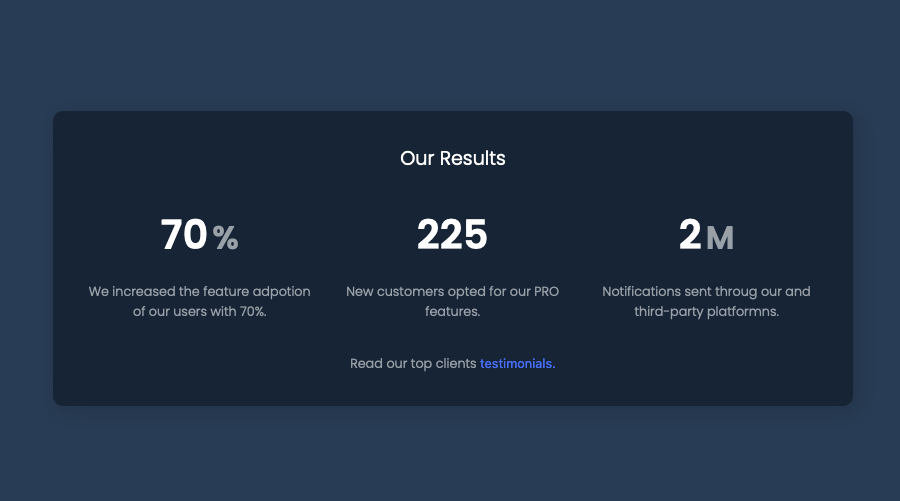 Our Results
70 %
225
2 M
We increased the feature adpotion
of our users with 70%.
New customers opted for our PRO
features.
Notifications sent throug our and
third-party platformns.
Read our top clients testimonials.